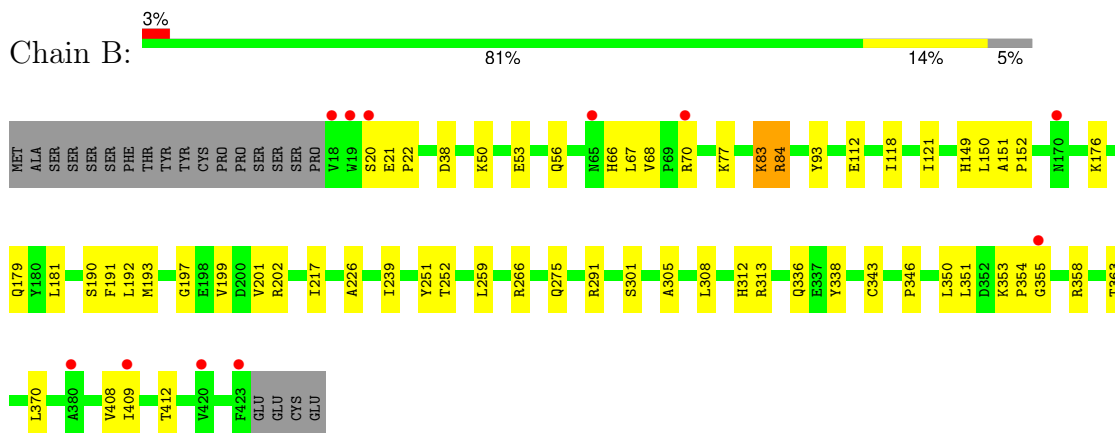 3%
Chain B:
81% 14% 5%
MET ALA SER SER SER SER PHE THR TYR TYR CYS PRO PRO SER SER SER PRO V18 W19 S20 E21 P22 D38 K50 E53 Q56 N65 H66 L67 V68 P69 R70 K77 K83 R84 Y93 E112 I118 I121 H149 L150 A151 P152 N170 K176
Q179 Y180 L181 S190 F191 L192 M193 G197 E198 V199 D200 V201 R202 I217 A226 I239 Y251 T252 L259 R266 Q275 R291 S301 A305 L308 H312 R313 Q336 E337 Y338 C343 P346 L350 L351 D352 K353 P354 G355 R358 T363
L370 A380 V408 I409 T412 V420 F423 GLU GLU CYS GLU